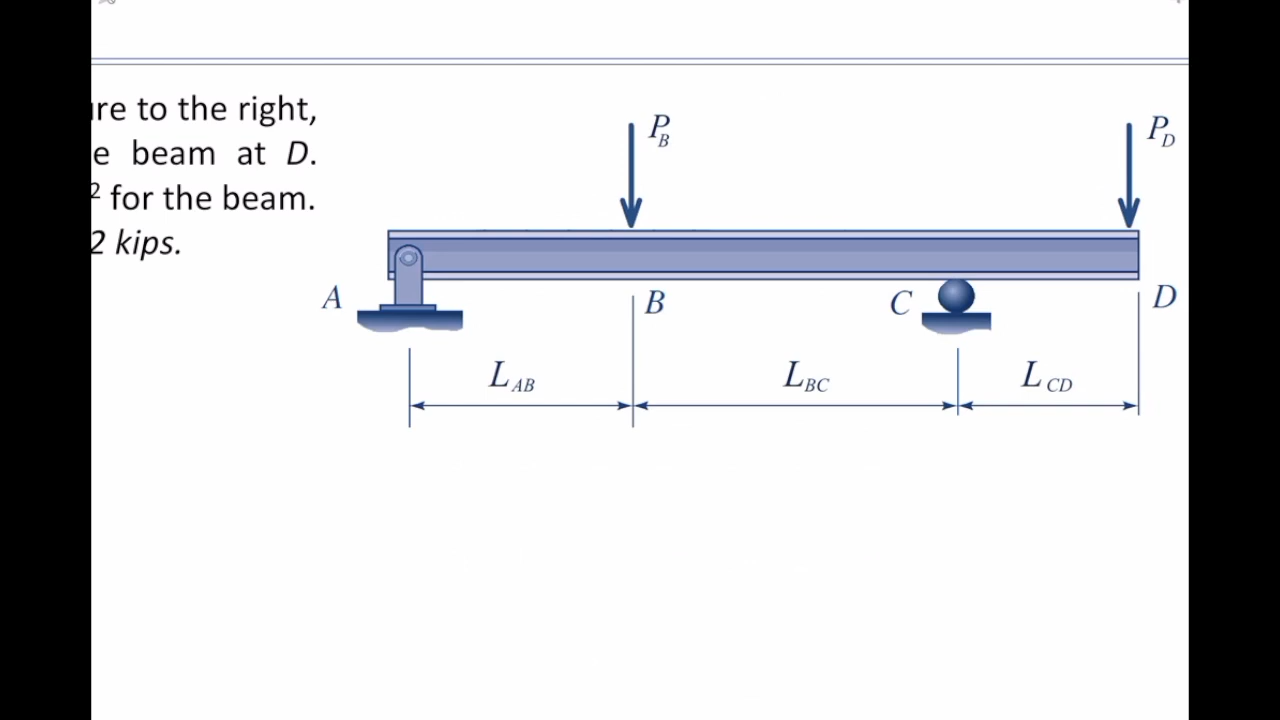 re to the right,
e beam at D.
2 for the beam.
2 kips.
P_B
P_D
A
B
C
D
L_AB
L_BC
L_CD